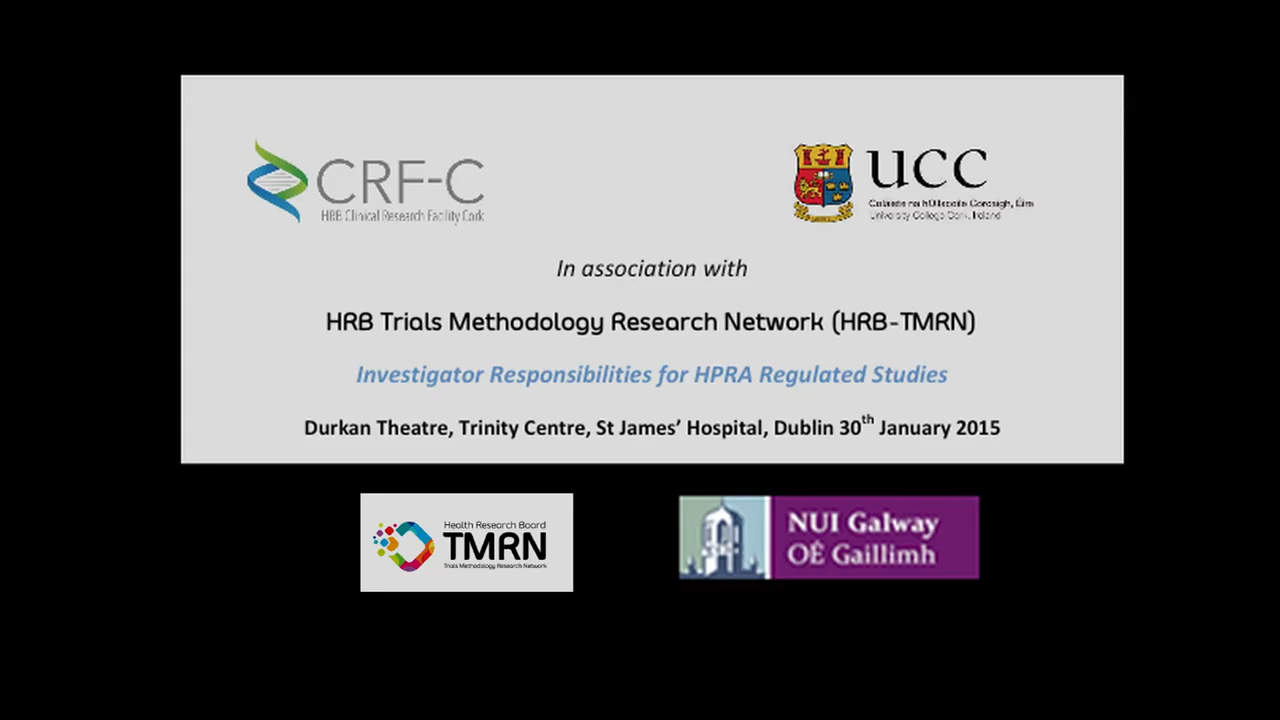 CRF-C
HRB Clinical Research Facility Cork
UCC
Coláiste na hOllscoile Corcaigh, Éire
University College Cork, Ireland
In association with
HRB Trials Methodology Research Network (HRB-TMRN)
Investigator Responsibilities for HPRA Regulated Studies
Durkan Theatre, Trinity Centre, St James’ Hospital, Dublin 30th January 2015
Health Research Board
TMRN
Trials Methodology Research Network
NUI Galway
OÉ Gaillimh